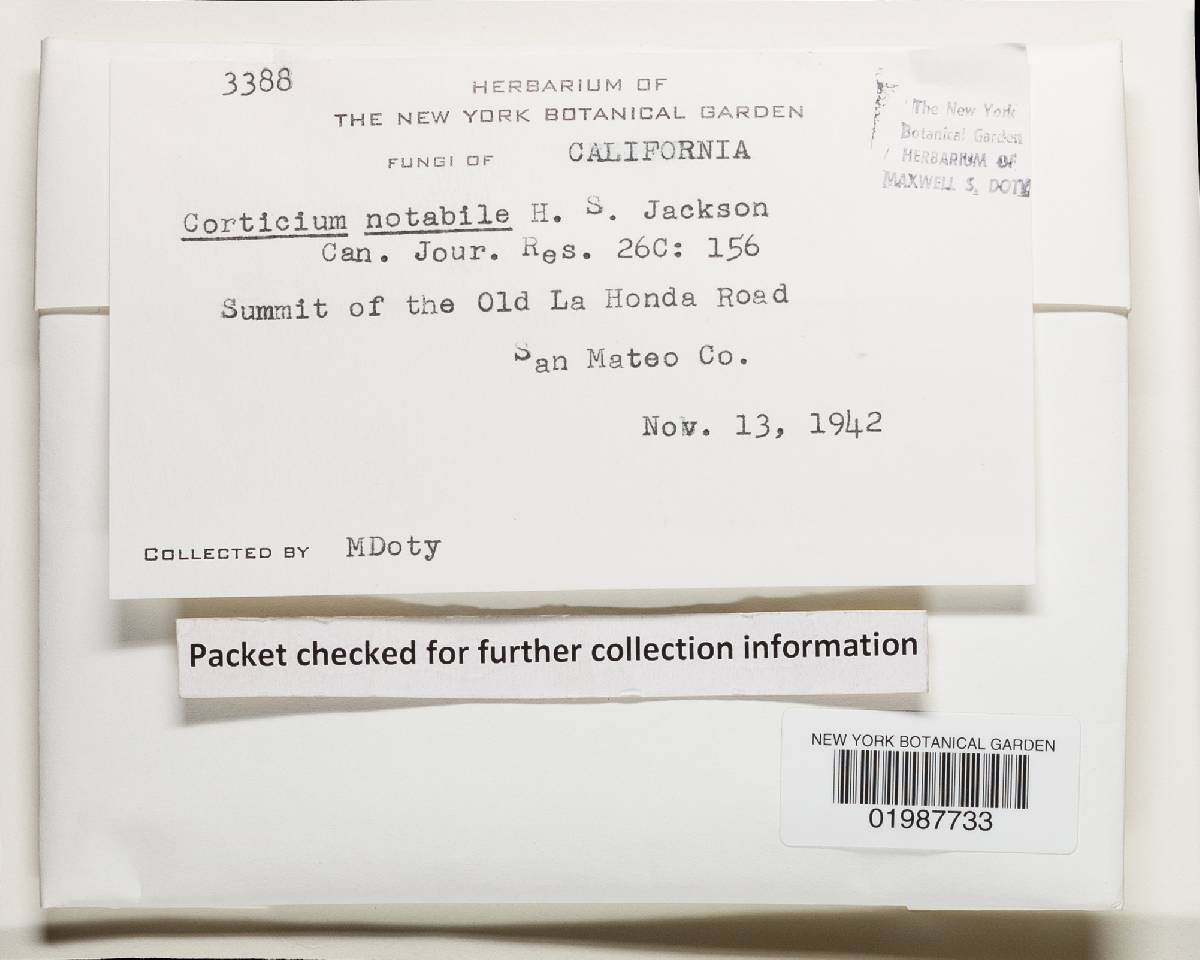 3388
HERBARIUM OF
THE NEW YORK BOTANICAL GARDEN
FUNGI OF CALIFORNIA
The New York
Botanical Garden
HERBARIUM OF
MAXWELL S. DOTY
Corticium notabile H. S. Jackson
Can. Jour. Res. 26C: 156
Summit of the Old La Honda Road
San Mateo Co.
Nov. 13, 1942
COLLECTED BY MDoty
Packet checked for further collection information
NEW YORK BOTANICAL GARDEN
01987733